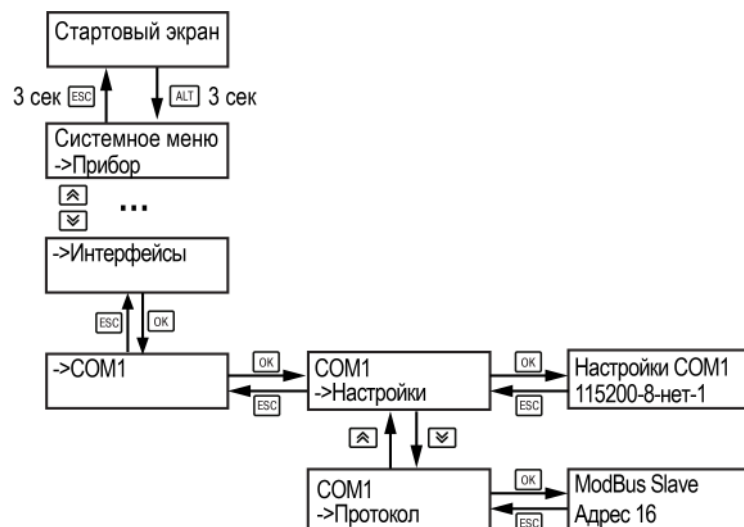 Стартовый экран
3 сек ESC ALT 3 сек
Системное меню
->Прибор
...
->Интерфейсы
ESC OK
->COM1
OK
ESC
COM1
->Настройки
OK
ESC
Настройки COM1
115200-8-нет-1
COM1
->Протокол
OK
ESC
ModBus Slave
Адрес 16